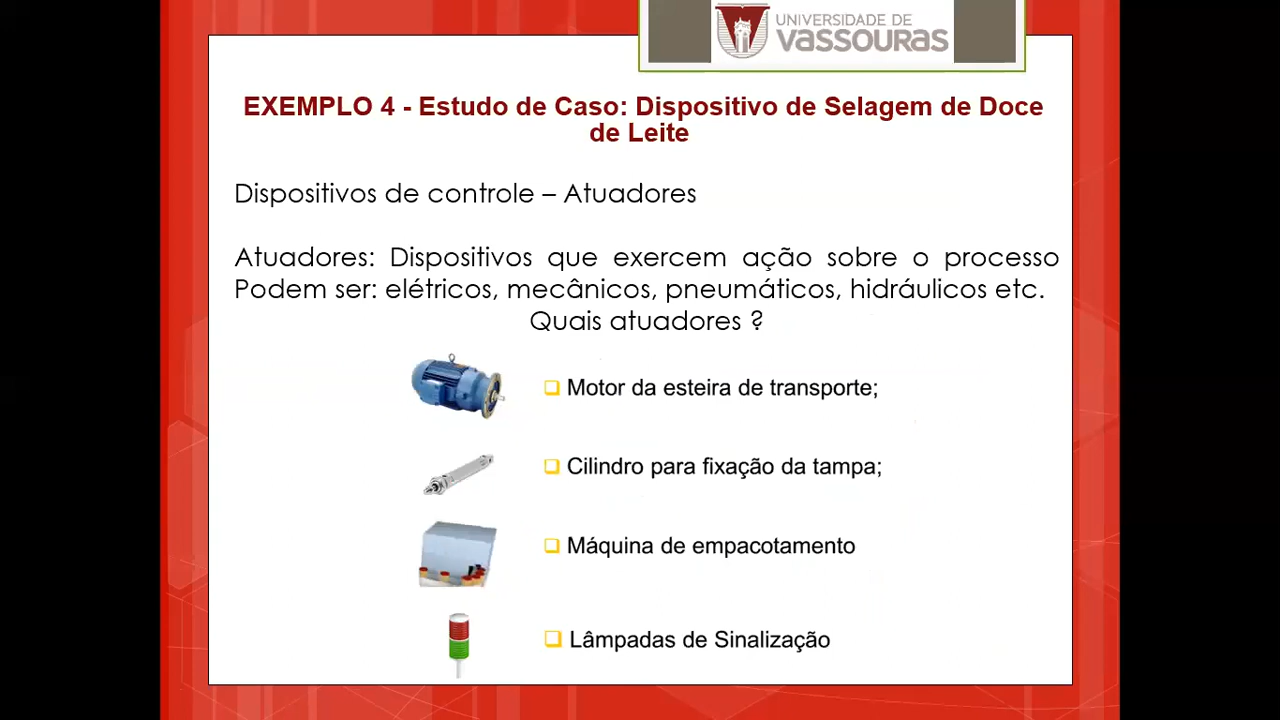 UNIVERSIDADE DE
VASSOURAS
EXEMPLO 4 - Estudo de Caso: Dispositivo de Selagem de Doce
de Leite
Dispositivos de controle – Atuadores
Atuadores: Dispositivos que exercem ação sobre o processo
Podem ser: elétricos, mecânicos, pneumáticos, hidráulicos etc.
Quais atuadores ?
Motor da esteira de transporte;
Cilindro para fixação da tampa;
Máquina de empacotamento
Lâmpadas de Sinalização